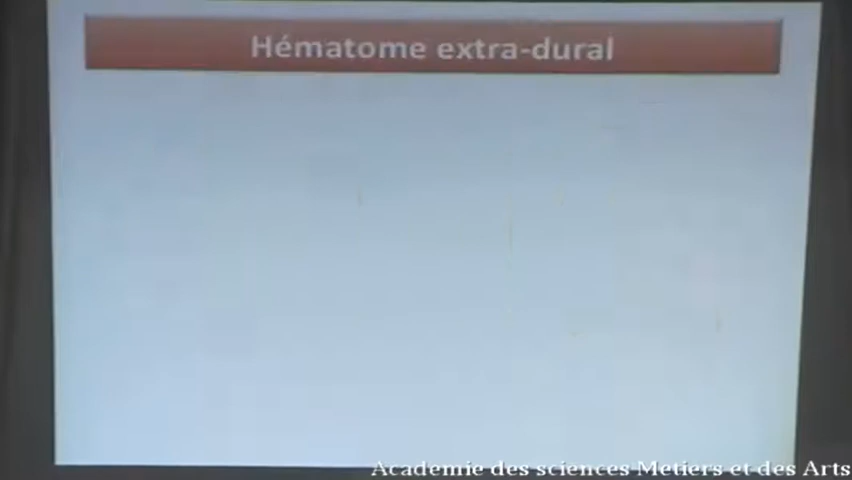 Hématome extra-dural
Academie des sciences Metiers et des Arts